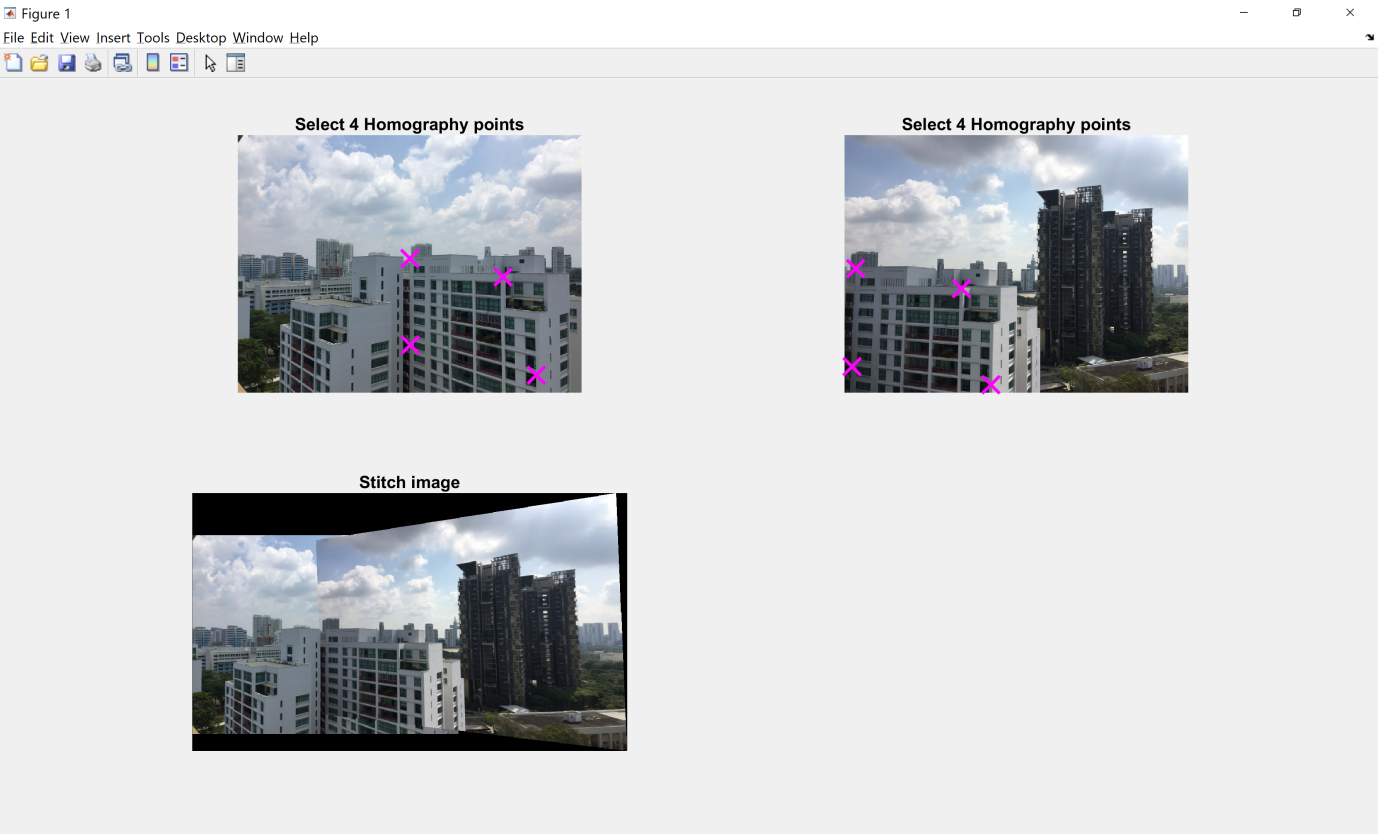 Figure 1
File Edit View Insert Tools Desktop Window Help
Select 4 Homography points
Select 4 Homography points
Stitch image